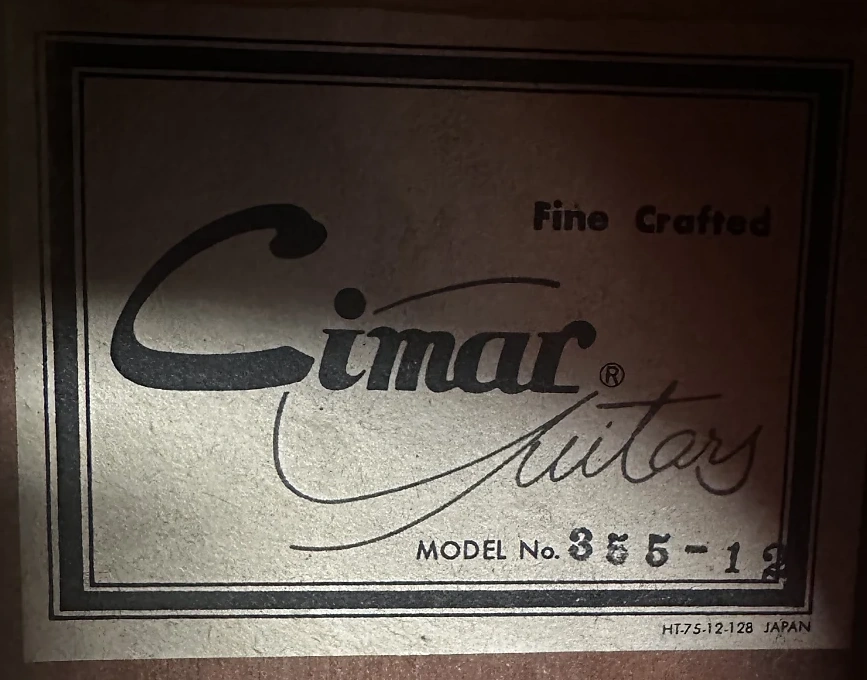 Fine Crafted
Cimar®
Guitars
MODEL No. 355-12
HT-75-12-128 JAPAN